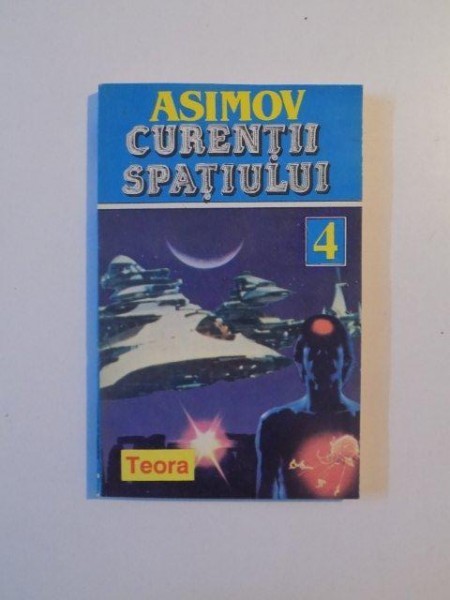 ASIMOV
CURENȚII
SPAȚIULUI
4
Teora